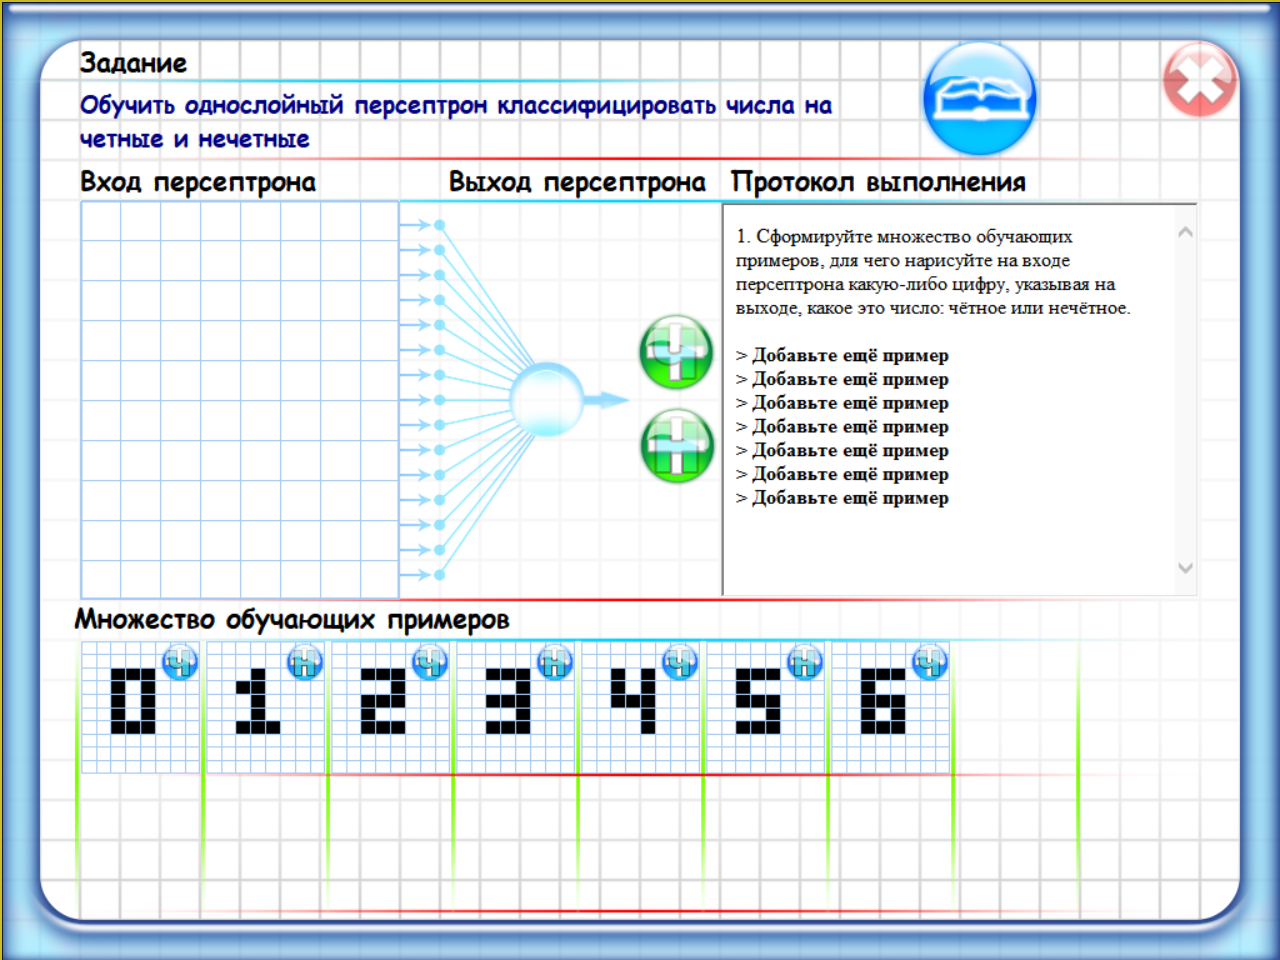 Задание
Обучить однослойный персептрон классифицировать числа на
четные и нечетные
Вход персептрона
Выход персептрона
Протокол выполнения
Ч
Н
1. Сформируйте множество обучающих
примеров, для чего нарисуйте на входе
персептрона какую-либо цифру, указывая на
выходе, какое это число: чётное или нечётное.
> Добавьте ещё пример
> Добавьте ещё пример
> Добавьте ещё пример
> Добавьте ещё пример
> Добавьте ещё пример
> Добавьте ещё пример
> Добавьте ещё пример
Множество обучающих примеров
Ч Н Ч Н Ч Н Ч
0 1 2 3 4 5 6